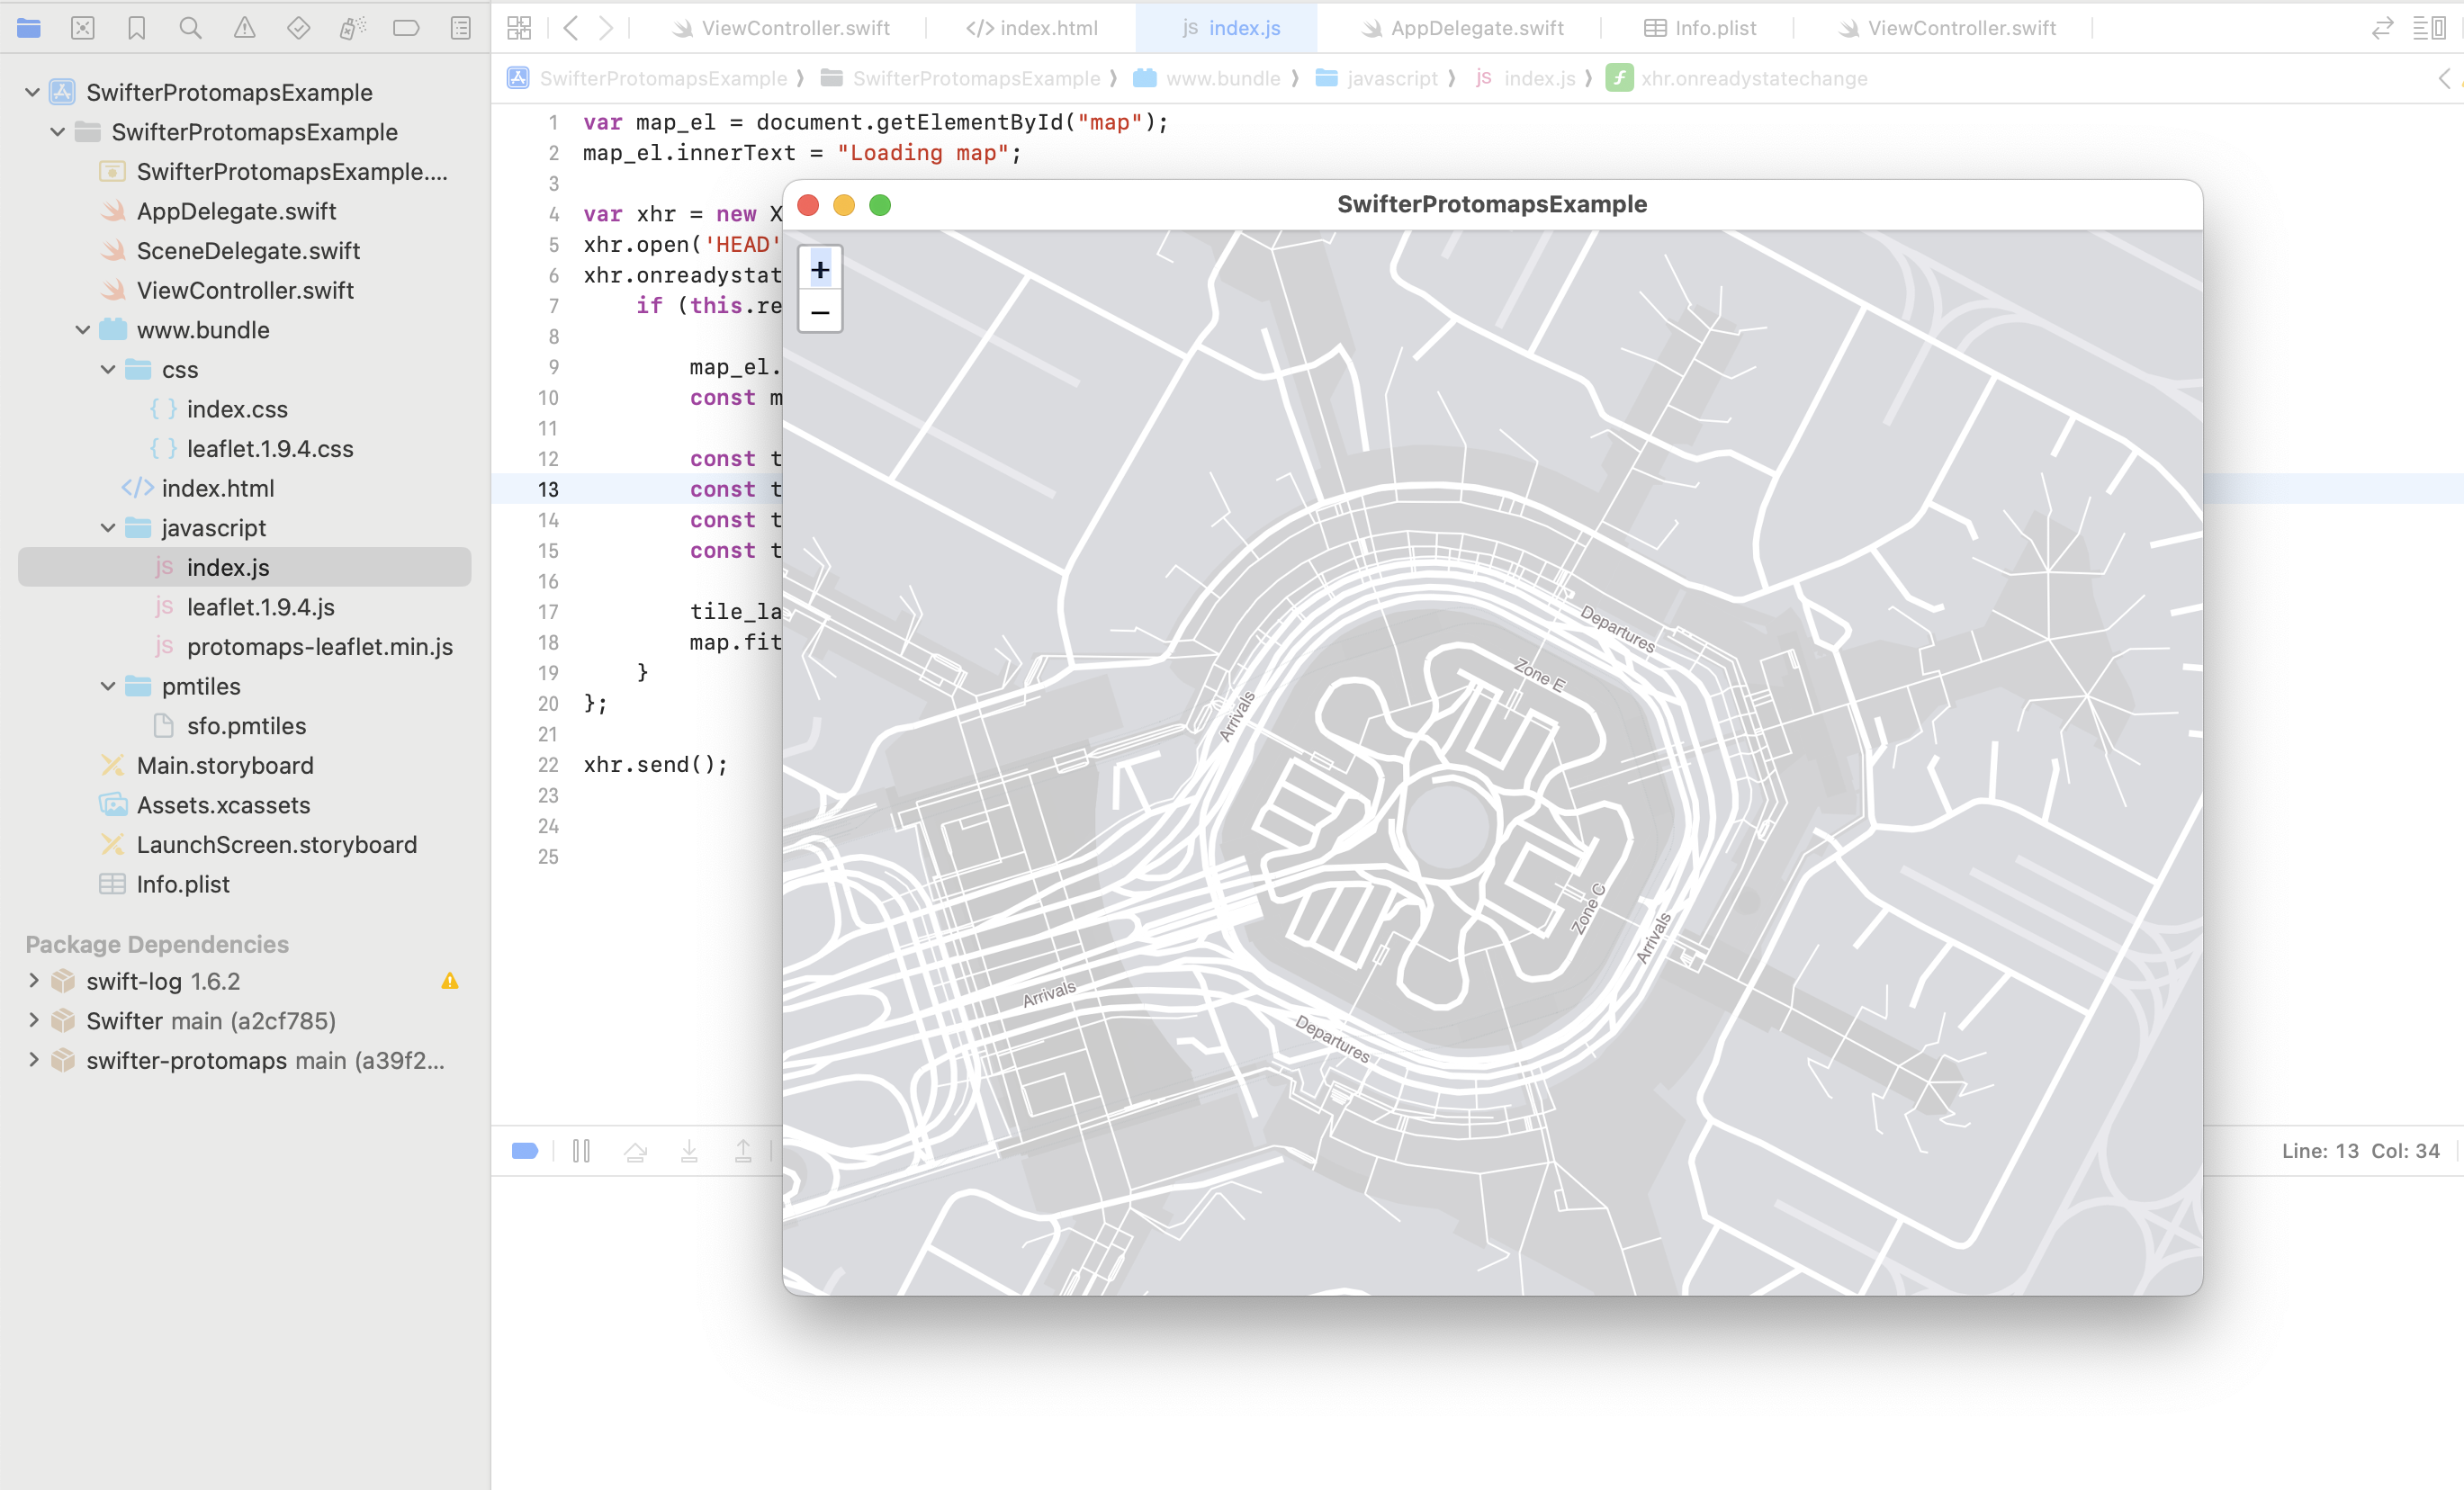 ViewController.swift
index.html
js index.js
AppDelegate.swift
Info.plist
ViewController.swift
SwifterProtomapsExample
SwifterProtomapsExample
www.bundle
javascript
js index.js
f xhr.onreadystatechange
SwifterProtomapsExample
SwifterProtomapsExample
SwifterProtomapsExample....
AppDelegate.swift
SceneDelegate.swift
ViewController.swift
www.bundle
css
{ } index.css
{ } leaflet.1.9.4.css
</> index.html
javascript
js index.js
js leaflet.1.9.4.js
js protomaps-leaflet.min.js
pmtiles
sfo.pmtiles
Main.storyboard
Assets.xcassets
LaunchScreen.storyboard
Info.plist
Package Dependencies
swift-log 1.6.2
Swifter main (a2cf785)
swifter-protomaps main (a39f2...
1 var map_el = document.getElementById("map");
2 map_el.innerText = "Loading map";
3
4 var xhr = new X
5 xhr.open('HEAD'
6 xhr.onreadystat
7 if (this.re
8
9 map_el.
10 const m
11
12 const t
13 const t
14 const t
15 const t
16
17 tile_la
18 map.fit
19 }
20 };
21
22 xhr.send();
23
24
25
SwifterProtomapsExample
+
−
Departures
Zone E
Arrivals
Zone C
Arrivals
Arrivals
Departures
Line: 13 Col: 34